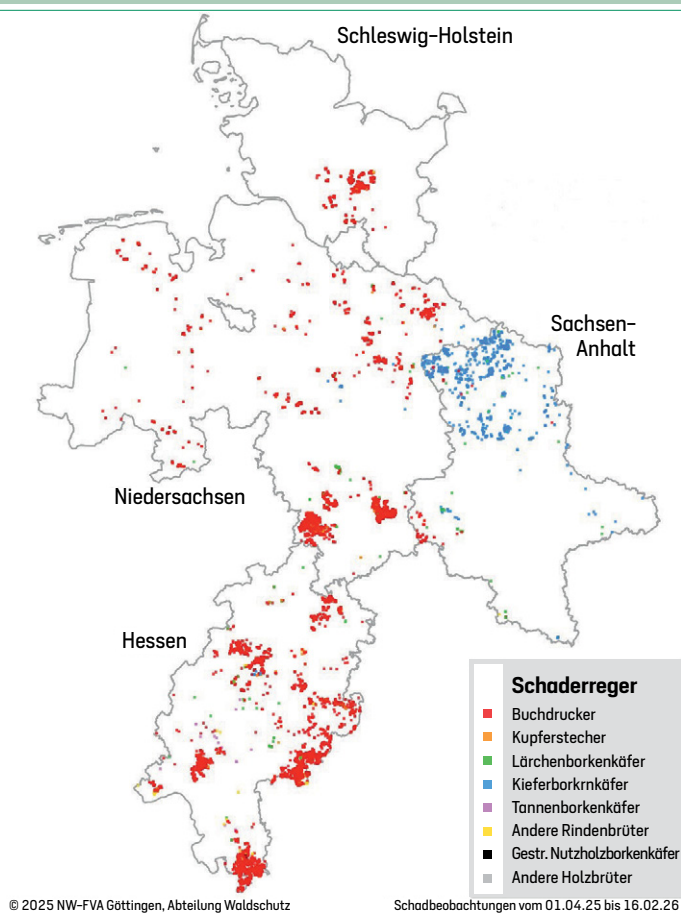 Schleswig-Holstein
Sachsen-
Anhalt
Niedersachsen
Hessen
Schaderreger
Buchdrucker
Kupferstecher
Lärchenborkenkäfer
Kieferborkrnkäfer
Tannenborkenkäfer
Andere Rindenbrüter
Gestr. Nutzholzborkenkäfer
Andere Holzbrüter
© 2025 NW-FVA Göttingen, Abteilung Waldschutz
Schadbeobachtungen vom 01.04.25 bis 16.02.26